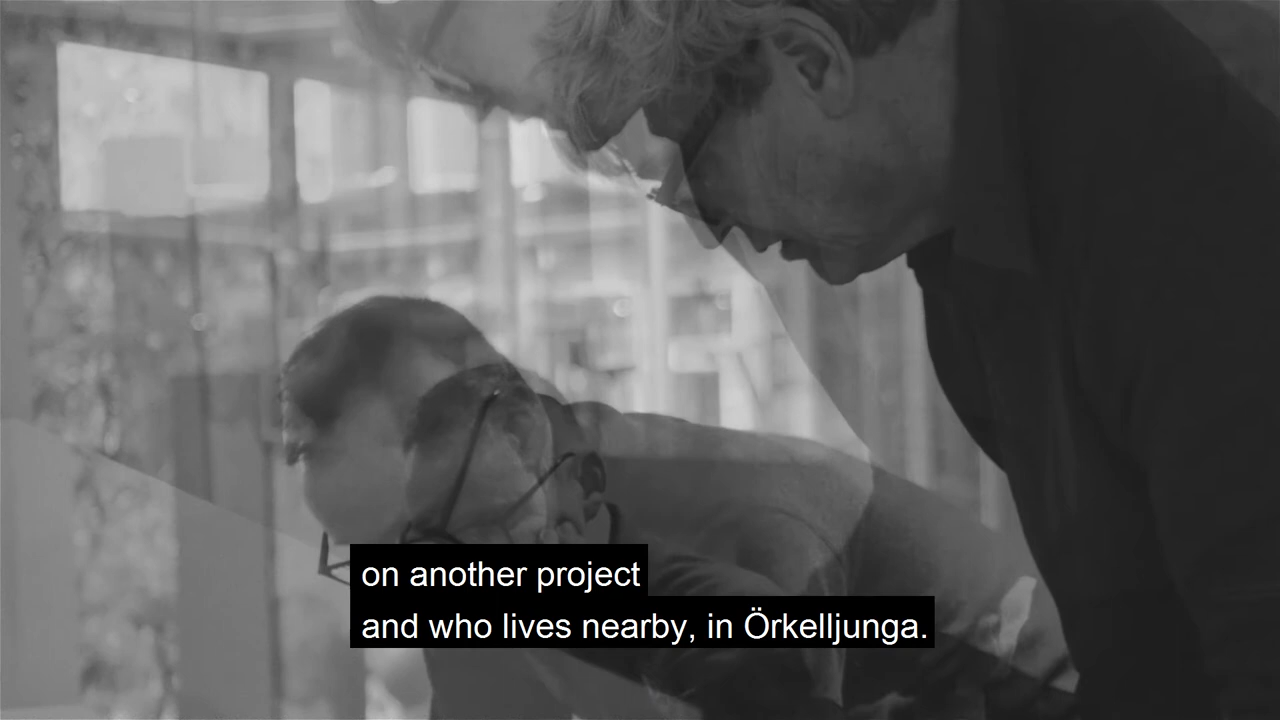 on another project
and who lives nearby, in Örkelljunga.